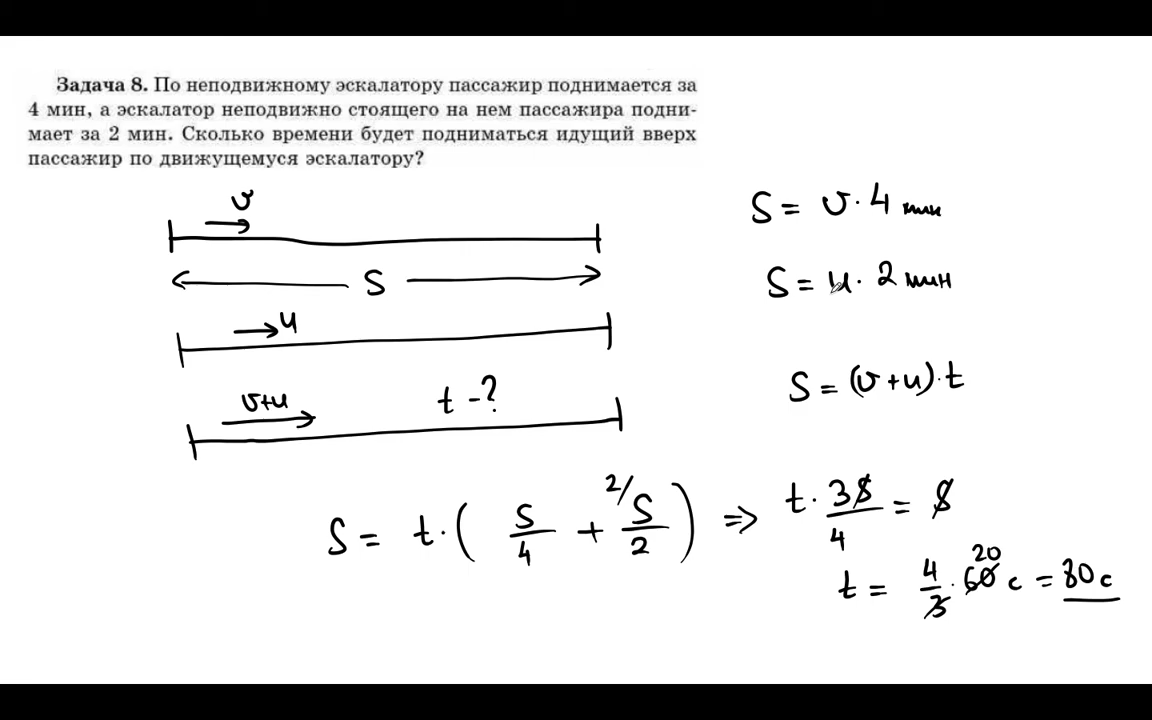 Задача 8. По неподвижному эскалатору пассажир поднимается за
4 мин, а эскалатор неподвижно стоящего на нем пассажира подни-
мает за 2 мин. Сколько времени будет подниматься идущий вверх
пассажир по движущемуся эскалатору?
υ
S = υ · 4 мин
S
S = u · 2 мин
u
υ+u
t - ?
S = (υ+u) · t
S = t · ( S/4 + 2/ S/2 ) ⇒ t · 3S/4 = S
t = 4/3 · 60 20 c = 80 c